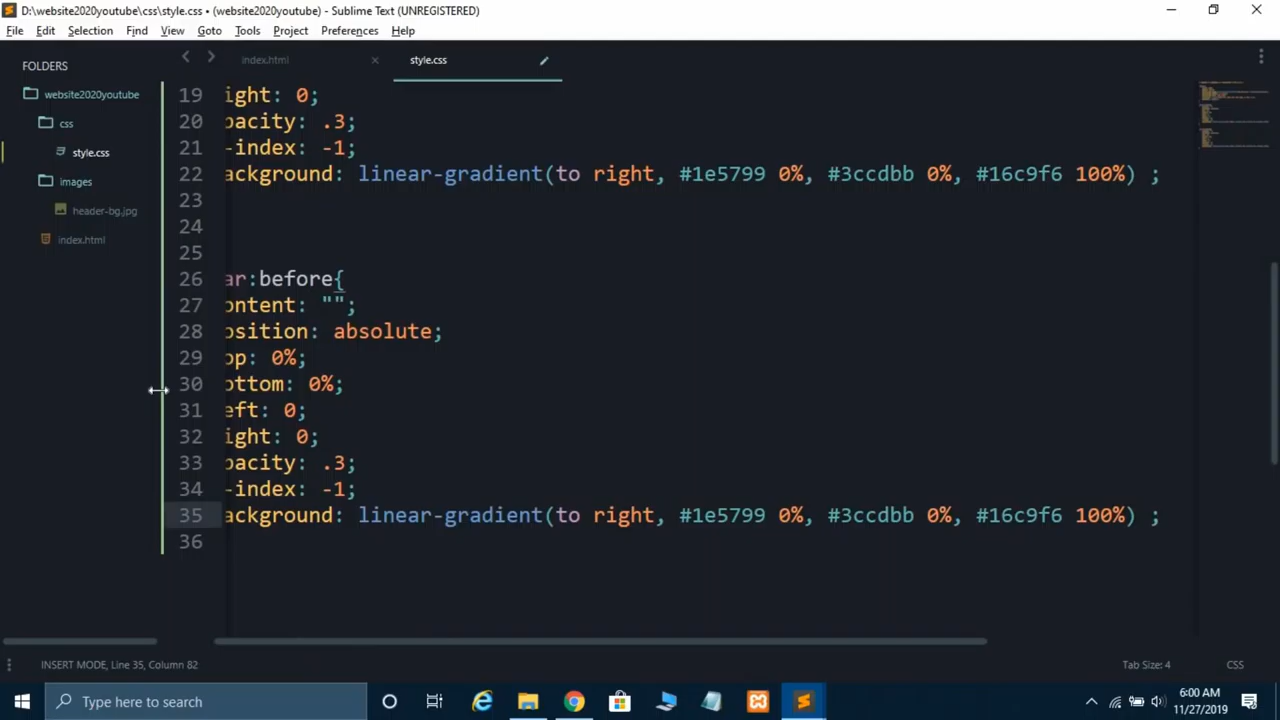 D:\website2020youtube\css\style.css • (website2020youtube) - Sublime Text (UNREGISTERED)
File Edit Selection Find View Goto Tools Project Preferences Help
FOLDERS
website2020youtube
css
style.css
images
header-bg.jpg
index.html
index.html style.css
19 ight: 0;
20 pacity: .3;
21 -index: -1;
22 ackground: linear-gradient(to right, #1e5799 0%, #3ccdbb 0%, #16c9f6 100%) ;
23
24
25
26 ar:before{
27 ontent: "";
28 osition: absolute;
29 op: 0%;
30 ottom: 0%;
31 eft: 0;
32 ight: 0;
33 pacity: .3;
34 -index: -1;
35 ackground: linear-gradient(to right, #1e5799 0%, #3ccdbb 0%, #16c9f6 100%) ;
36
INSERT MODE, Line 35, Column 82 Tab Size: 4 CSS
Type here to search
6:00 AM
11/27/2019